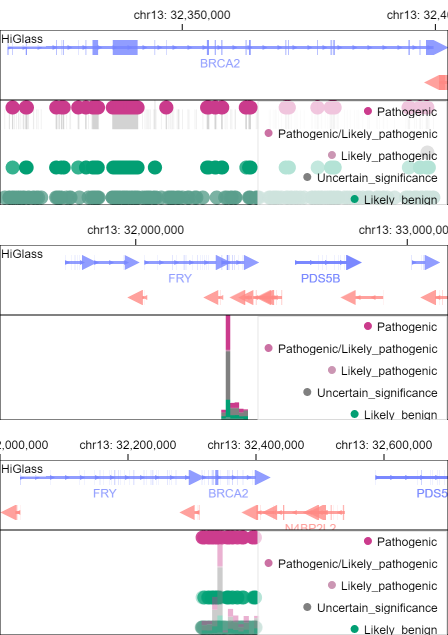 chr13: 32,350,000 chr13: 32,4
HiGlass
BRCA2
Pathogenic
Pathogenic/Likely_pathogenic
Likely_pathogenic
Uncertain_significance
Likely_benign
chr13: 32,000,000 chr13: 33,000,00
HiGlass
FRY PDS5B
Pathogenic
Pathogenic/Likely_pathogenic
Likely_pathogenic
Uncertain_significance
Likely_benign
2,000,000 chr13: 32,200,000 chr13: 32,400,000 chr13: 32,600,000
HiGlass
FRY BRCA2 PDS5
N4BP2L2
Pathogenic
Pathogenic/Likely_pathogenic
Likely_pathogenic
Uncertain_significance
Likely_benign